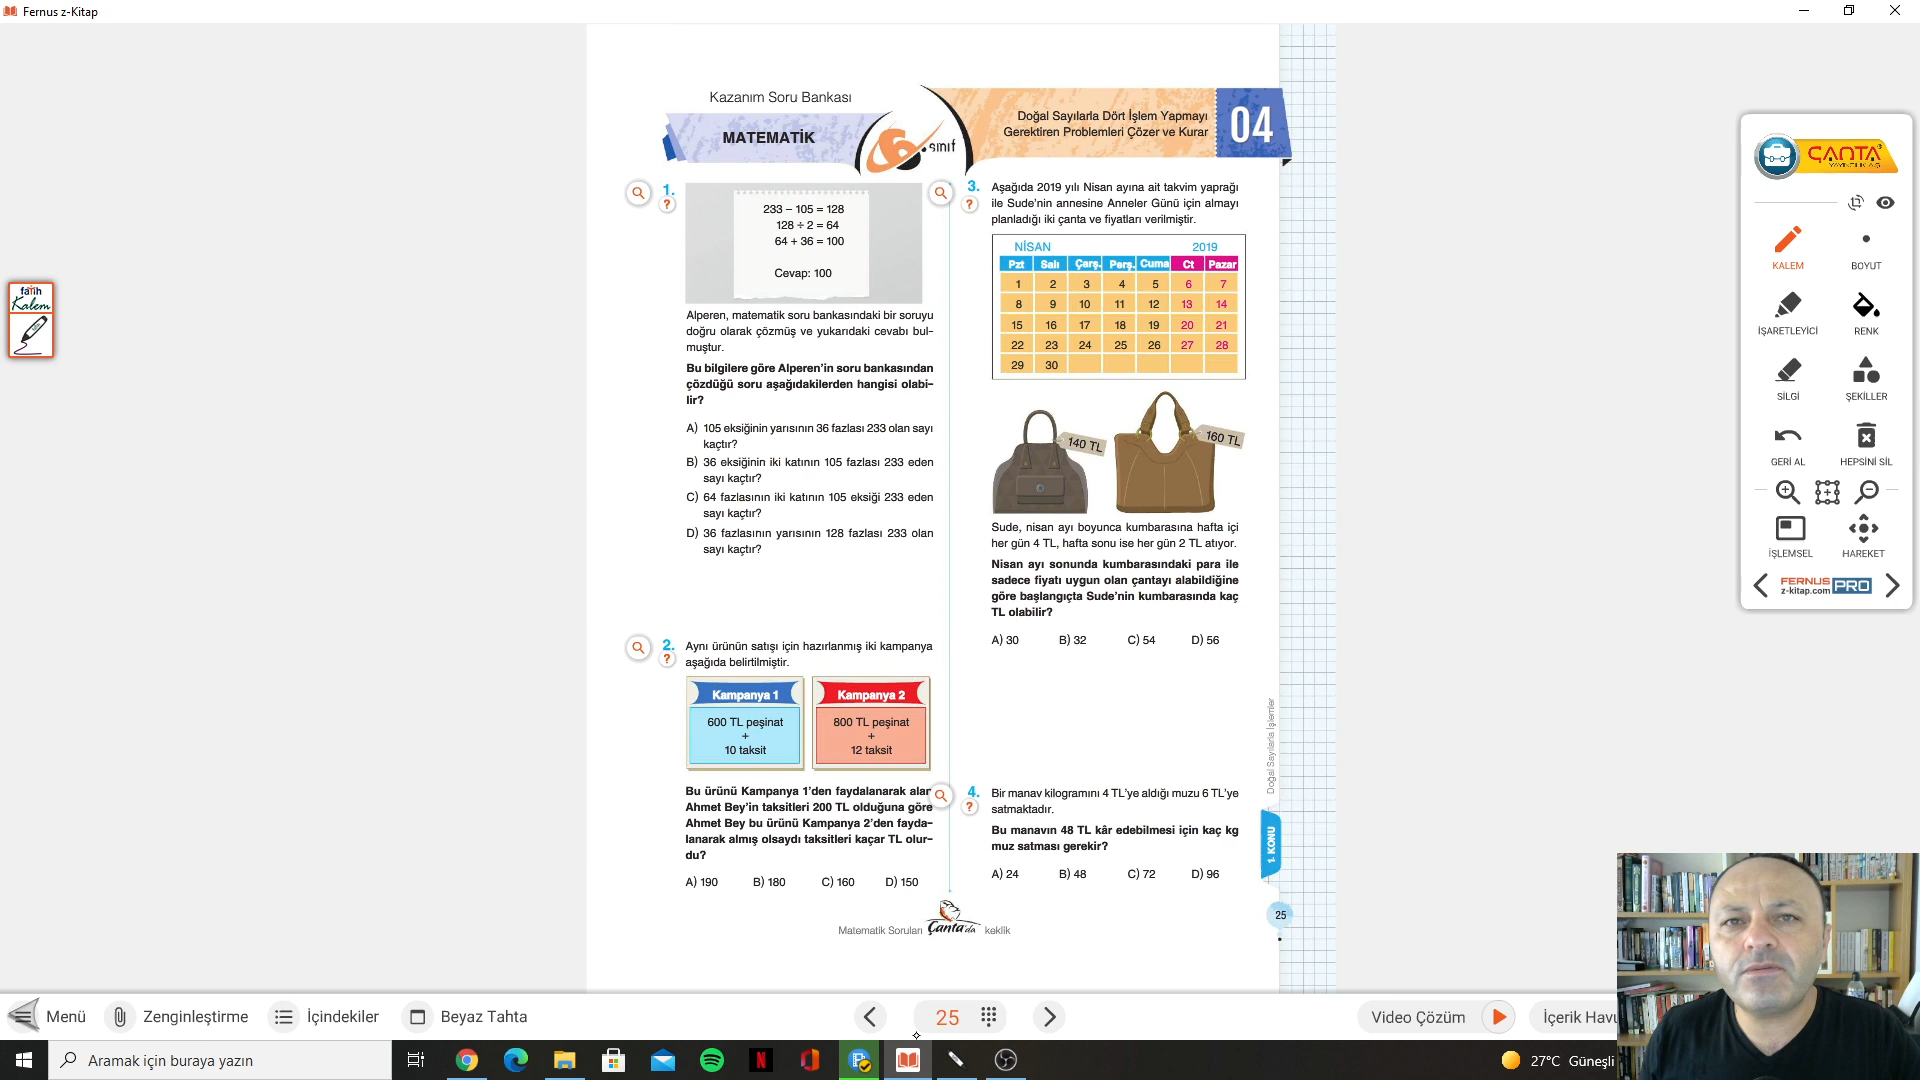 Fernus z-Kitap
Kazanım Soru Bankası
MATEMATİK
6. sınıf
Doğal Sayılarla Dört İşlem Yapmayı
Gerektiren Problemleri Çözer ve Kurar
04
1.
?
233 – 105 = 128
128 ÷ 2 = 64
64 + 36 = 100
Cevap: 100
Alperen, matematik soru bankasındaki bir soruyu
doğru olarak çözmüş ve yukarıdaki cevabı bul-
muştur.
Bu bilgilere göre Alperen'in soru bankasından
çözdüğü soru aşağıdakilerden hangisi olabi-
lir?
A) 105 eksiğinin yarısının 36 fazlası 233 olan sayı
kaçtır?
B) 36 eksiğinin iki katının 105 fazlası 233 eden
sayı kaçtır?
C) 64 fazlasının iki katının 105 eksiği 233 eden
sayı kaçtır?
D) 36 fazlasının yarısının 128 fazlası 233 olan
sayı kaçtır?
2.
?
Aynı ürünün satışı için hazırlanmış iki kampanya
aşağıda belirtilmiştir.
Kampanya 1
600 TL peşinat
+
10 taksit
Kampanya 2
800 TL peşinat
+
12 taksit
Bu ürünü Kampanya 1'den faydalanarak alan
Ahmet Bey'in taksitleri 200 TL olduğuna göre
Ahmet Bey bu ürünü Kampanya 2'den fayda-
lanarak almış olsaydı taksitleri kaçar TL olur-
du?
A) 190 B) 180 C) 160 D) 150
3.
?
Aşağıda 2019 yılı Nisan ayına ait takvim yaprağı
ile Sude'nin annesine Anneler Günü için almayı
planladığı iki çanta ve fiyatları verilmiştir.
NİSAN 2019
Pzt Salı Çarş. Perş. Cuma Ct Pazar
1 2 3 4 5 6 7
8 9 10 11 12 13 14
15 16 17 18 19 20 21
22 23 24 25 26 27 28
29 30
140 TL
160 TL
Sude, nisan ayı boyunca kumbarasına hafta içi
her gün 4 TL, hafta sonu ise her gün 2 TL atıyor.
Nisan ayı sonunda kumbarasındaki para ile
sadece fiyatı uygun olan çantayı alabildiğine
göre başlangıçta Sude'nin kumbarasında kaç
TL olabilir?
A) 30 B) 32 C) 54 D) 56
4.
?
Bir manav kilogramını 4 TL'ye aldığı muzu 6 TL'ye
satmaktadır.
Bu manavın 48 TL kâr edebilmesi için kaç kg
muz satması gerekir?
A) 24 B) 48 C) 72 D) 96
Doğal Sayılarla İşlemler
1. KONU
25
Matematik Soruları Çanta'da keklik
fatih
Kalem
ÇANTA
YAYINCILIK AŞ
KALEM
BOYUT
İŞARETLEYİCİ
RENK
SİLGİ
ŞEKİLLER
GERİ AL
HEPSİNİ SİL
İŞLEMSEL
HAREKET
FERNUS PRO
z-kitap.com
Menü
Zenginleştirme
İçindekiler
Beyaz Tahta
25
Video Çözüm
İçerik Havu
Aramak için buraya yazın
27°C Güneşli